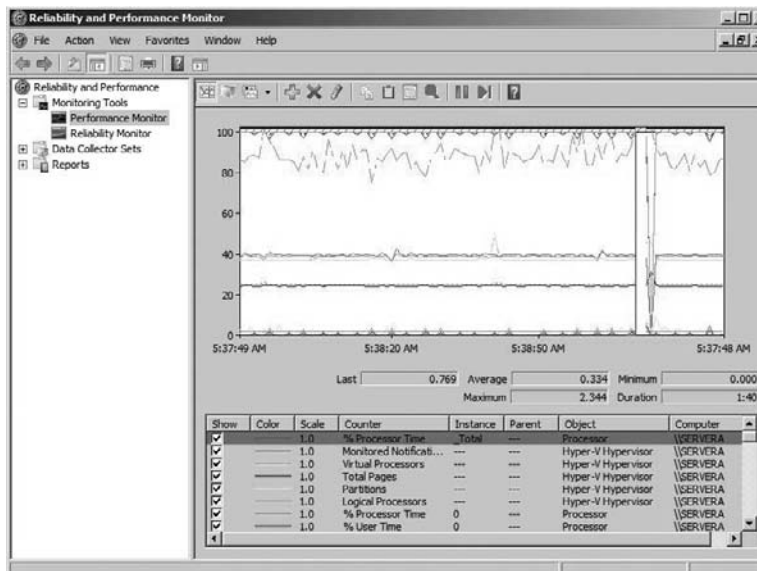 Reliability and Performance Monitor
File Action View Favorites Window Help
Reliability and Performance
Monitoring Tools
Performance Monitor
Reliability Monitor
Data Collector Sets
Reports
100
80
60
40
20
0
5:37:49 AM 5:38:20 AM 5:38:50 AM 5:37:48 AM
Last 0.769 Average 0.334 Minimum 0.000
Maximum 2.344 Duration 1:40
Show Color Scale Counter Instance Parent Object Computer
1.0 % Processor Time _Total --- Processor \\SERVERA
1.0 Monitored Notificati... --- --- Hyper-V Hypervisor \\SERVERA
1.0 Virtual Processors --- --- Hyper-V Hypervisor \\SERVERA
1.0 Total Pages --- --- Hyper-V Hypervisor \\SERVERA
1.0 Partitions --- --- Hyper-V Hypervisor \\SERVERA
1.0 Logical Processors --- --- Hyper-V Hypervisor \\SERVERA
1.0 % Processor Time 0 --- Processor \\SERVERA
1.0 % User Time 0 --- Processor \\SERVERA